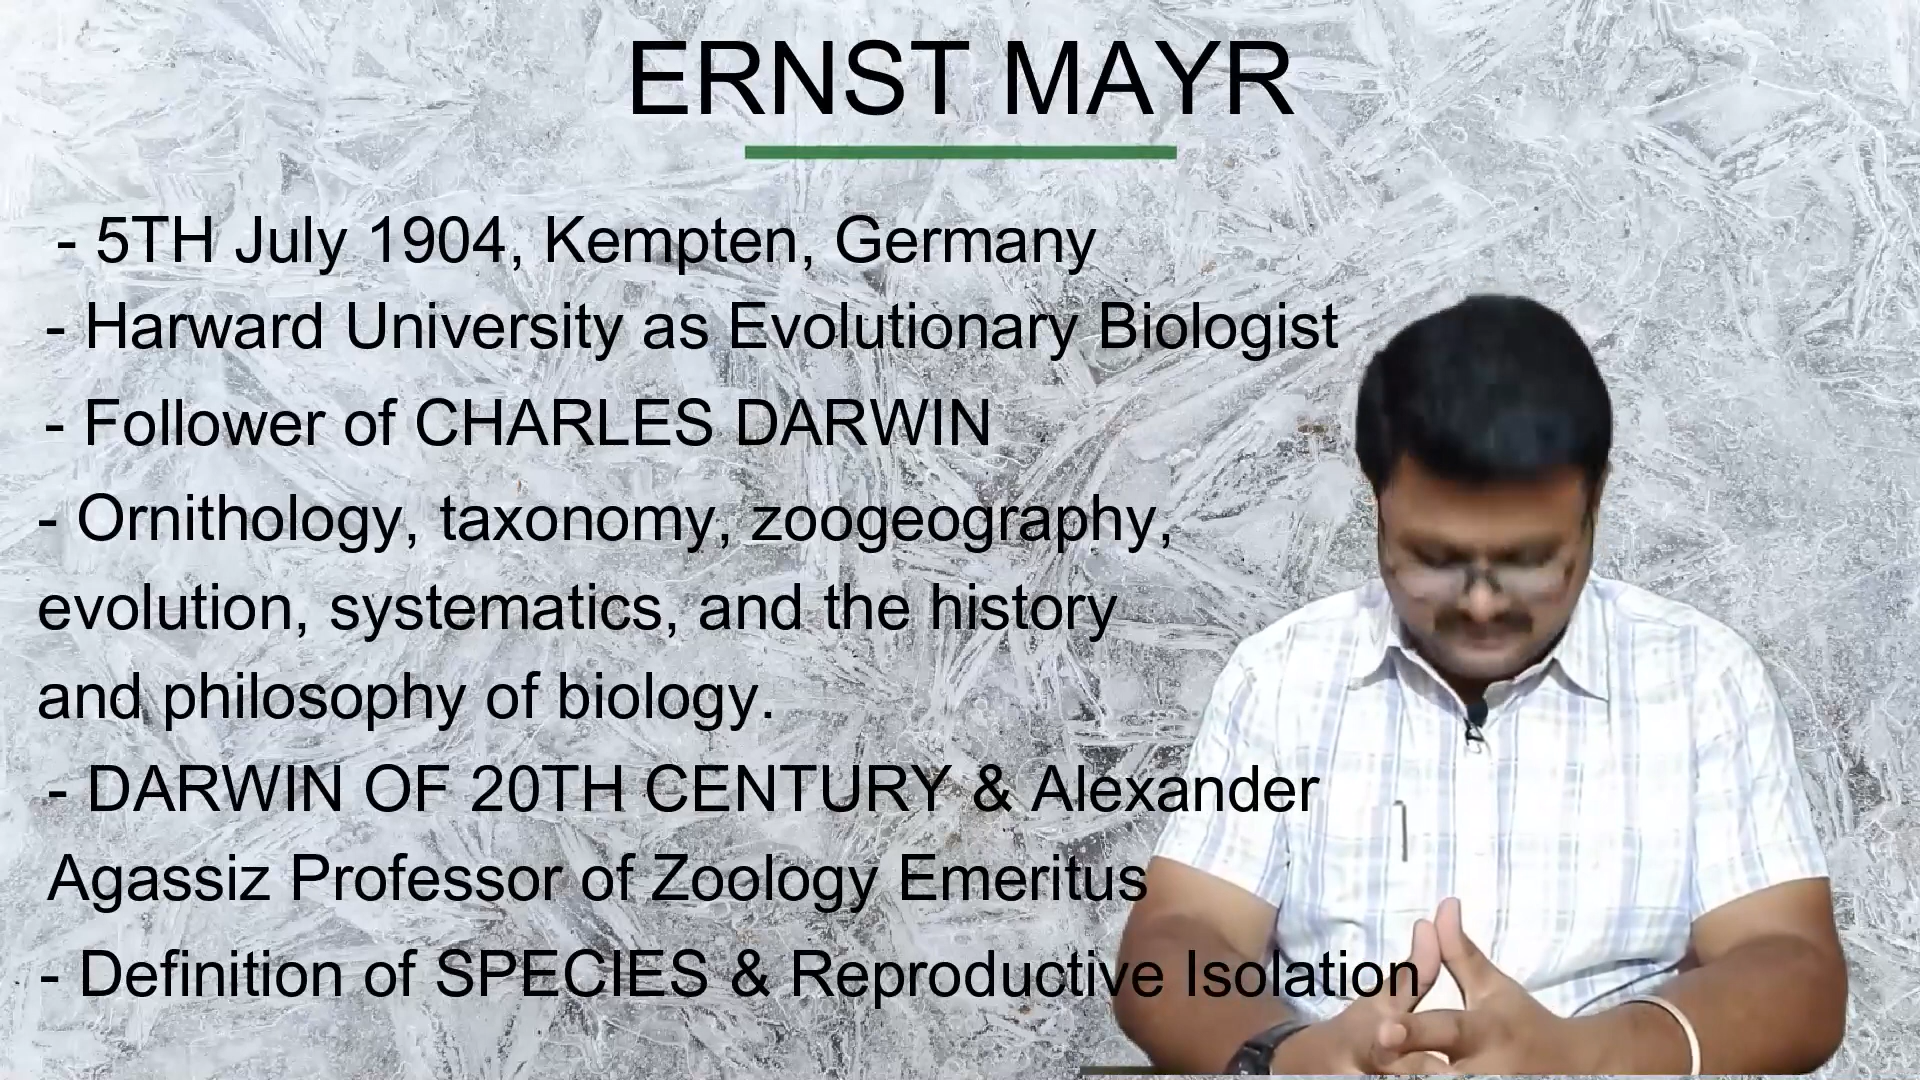 ERNST MAYR
- 5TH July 1904, Kempten, Germany
- Harward University as Evolutionary Biologist
- Follower of CHARLES DARWIN
- Ornithology, taxonomy, zoogeography,
evolution, systematics, and the history
and philosophy of biology.
- DARWIN OF 20TH CENTURY & Alexander
Agassiz Professor of Zoology Emeritus
- Definition of SPECIES & Reproductive Isolation